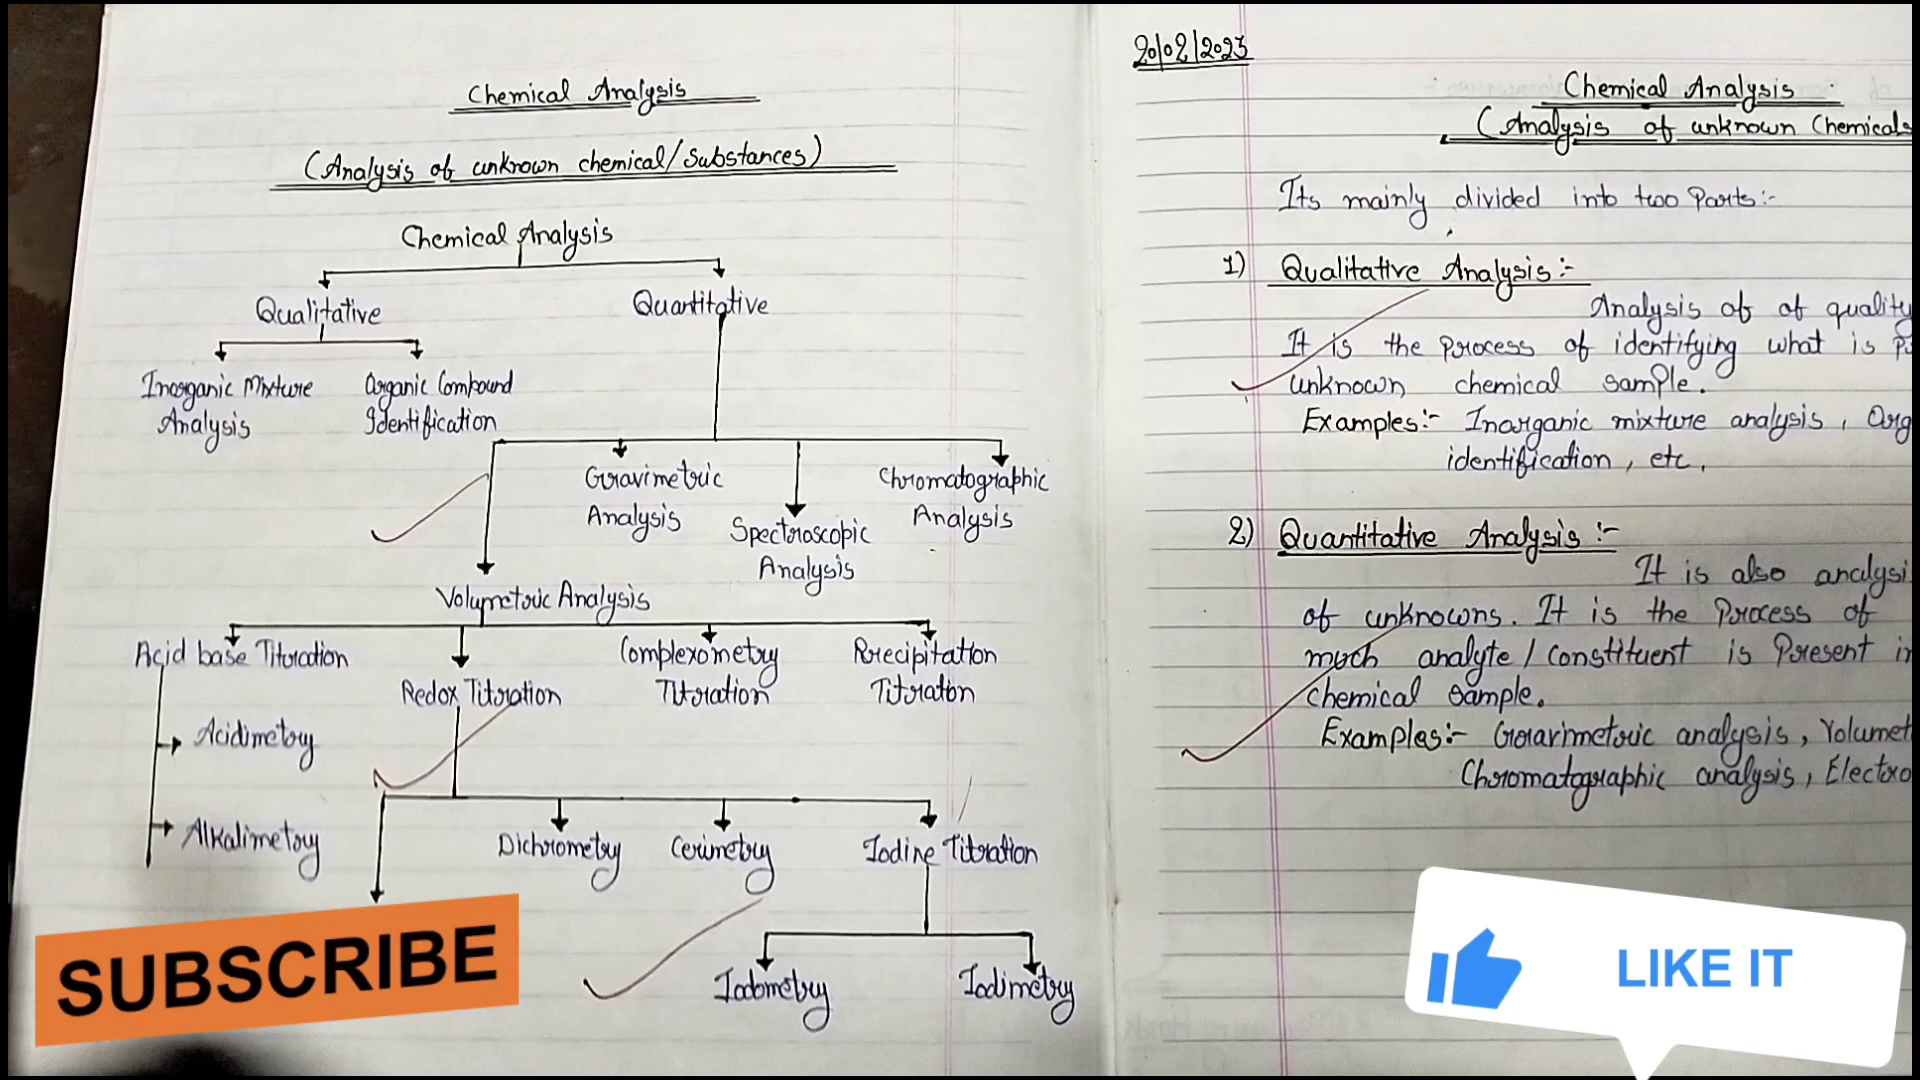 Chemical Analysis
(Analysis of unknown chemical/Substances)
Chemical Analysis
Qualitative
Quantitative
Inorganic Mixture
Analysis
Organic Compound
Identification
Gravimetric
Analysis
Spectroscopic
Analysis
Chromatographic
Analysis
Volumetric Analysis
Acid base Titration
Redox Titration
Complexometry
Titration
Precipitation
Titration
Acidimetry
Alkalimetry
Dichrometry
Cerimetry
Iodine Titration
Iodometry
Iodimetry
SUBSCRIBE
20/02/2023
Chemical Analysis
(Analysis of unknown Chemicals
Its mainly divided into two Parts:-
1) Qualitative Analysis:-
Analysis of of quality
It is the process of identifying what is
unknown chemical sample.
Examples:- Inorganic mixture analysis, Org
identification, etc.
2) Quantitative Analysis:-
It is also analysi
of unknowns. It is the Process of
much analyte/constituent is Present in
chemical sample.
Examples:- Gravimetric analysis, Volumet
Chromatographic analysis, Electro
LIKE IT